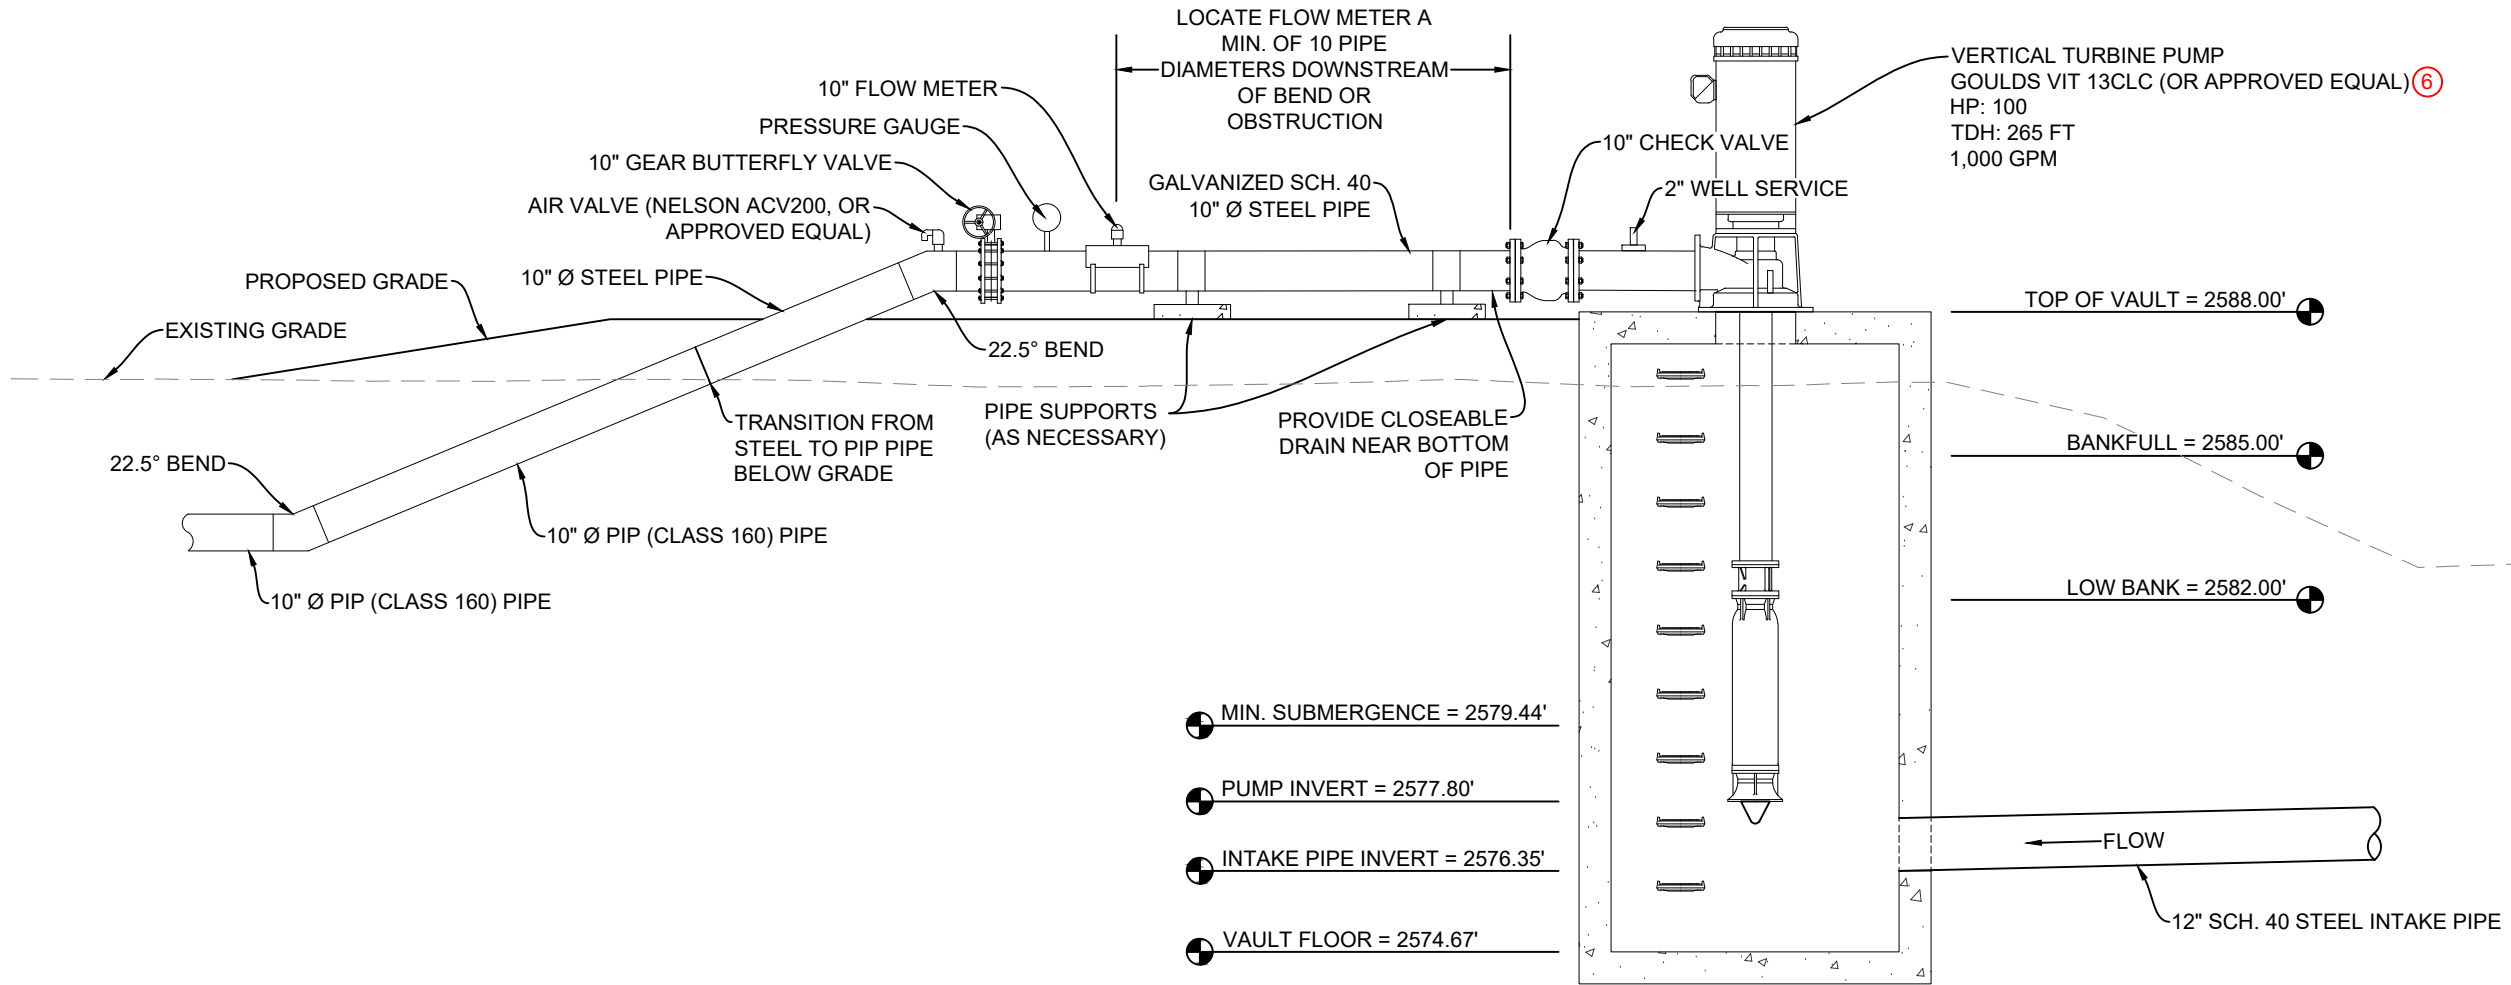 LOCATE FLOW METER A
MIN. OF 10 PIPE
DIAMETERS DOWNSTREAM
OF BEND OR
OBSTRUCTION
VERTICAL TURBINE PUMP
GOULDS VIT 13CLC (OR APPROVED EQUAL) 6
HP: 100
TDH: 265 FT
1,000 GPM
10" FLOW METER
PRESSURE GAUGE
10" GEAR BUTTERFLY VALVE
AIR VALVE (NELSON ACV200, OR
APPROVED EQUAL)
10" CHECK VALVE
GALVANIZED SCH. 40
10" Ø STEEL PIPE
2" WELL SERVICE
10" Ø STEEL PIPE
PROPOSED GRADE
EXISTING GRADE
TOP OF VAULT = 2588.00'
22.5° BEND
PIPE SUPPORTS
(AS NECESSARY)
PROVIDE CLOSEABLE
DRAIN NEAR BOTTOM
OF PIPE
TRANSITION FROM
STEEL TO PIP PIPE
BELOW GRADE
BANKFULL = 2585.00'
22.5° BEND
10" Ø PIP (CLASS 160) PIPE
10" Ø PIP (CLASS 160) PIPE
LOW BANK = 2582.00'
MIN. SUBMERGENCE = 2579.44'
PUMP INVERT = 2577.80'
INTAKE PIPE INVERT = 2576.35'
FLOW
12" SCH. 40 STEEL INTAKE PIPE
VAULT FLOOR = 2574.67'